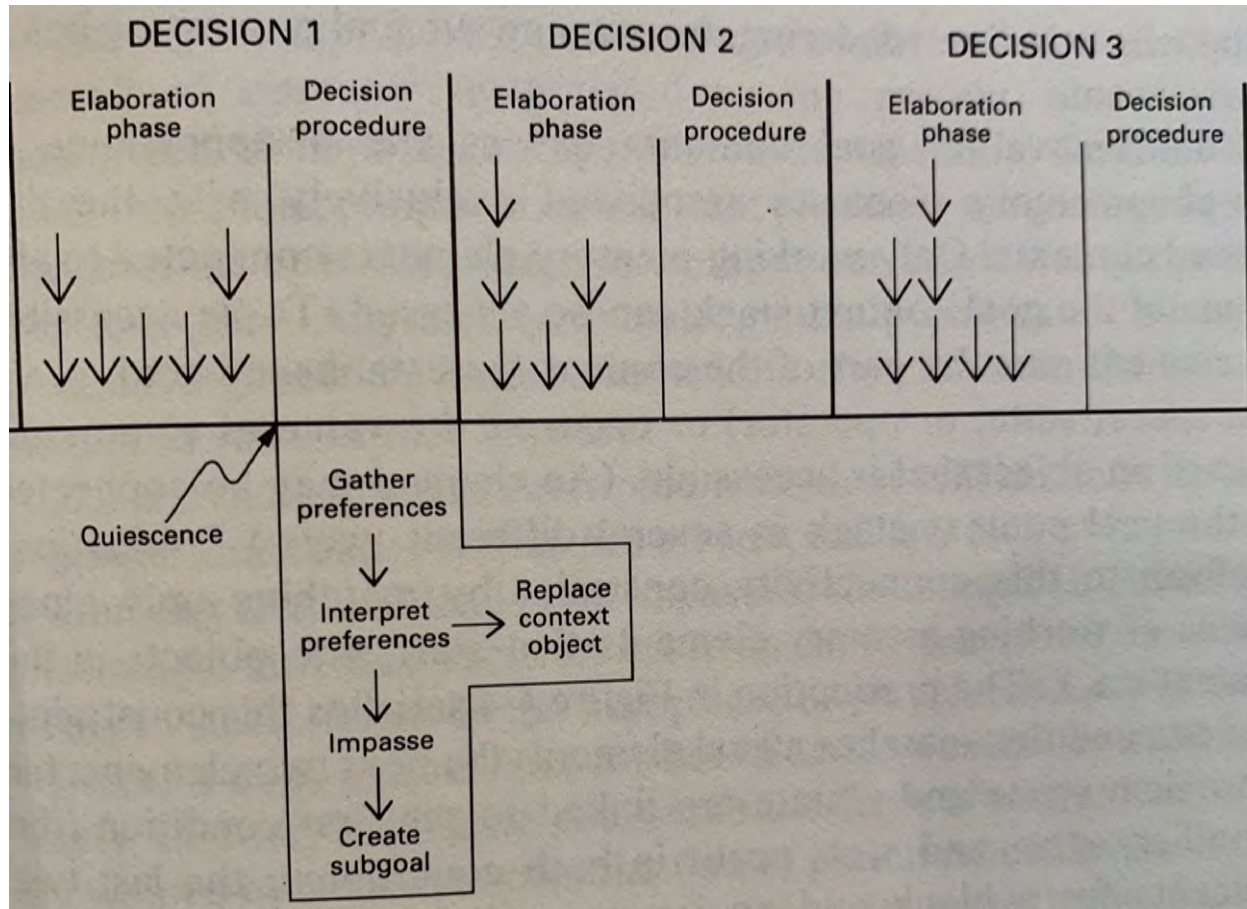 DECISION 1
DECISION 2
DECISION 3
Elaboration
phase
Decision
procedure
Elaboration
phase
Decision
procedure
Elaboration
phase
Decision
procedure
Quiescence
Gather
preferences
Interpret
preferences
Replace
context
object
Impasse
Create
subgoal